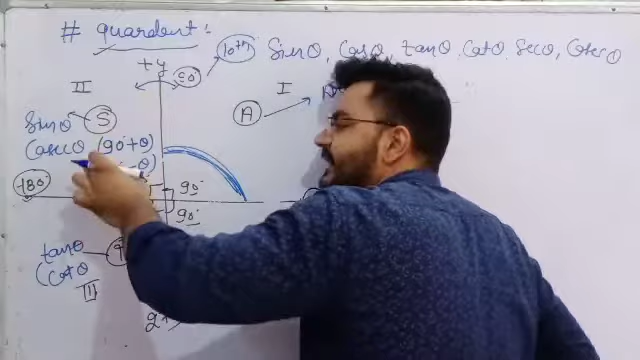 # quardent :
10th Sinθ, Cosθ, tanθ, Cotθ, Secθ, Cosecθ
+y 90°
II I
Sinθ S A
Cosecθ (90°+θ)
-θ)
180°
90°
90°
tanθ
Cotθ
III